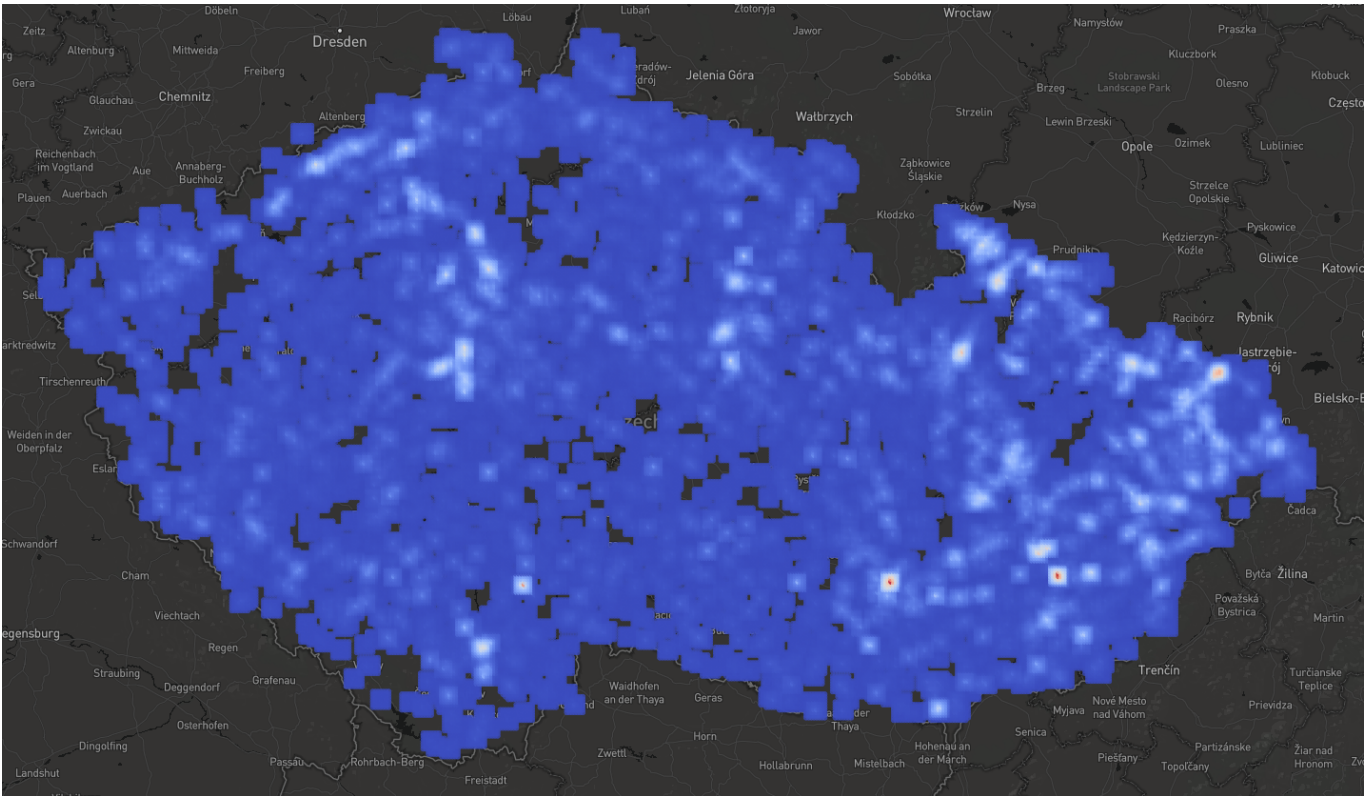 Döbeln
Löbau
Lubań
Złotoryja
Wrocław
Namysłów
Praszka
Zeitz
Dresden
Jawor
Altenburg
Mittweida
Freiberg
Jelenia Góra
Sobótka
Kluczbork
Olesno
Kłobuck
Gera
Chemnitz
Stobrawski
Landscape Park
Brzeg
Glauchau
Altenberg
Wałbrzych
Strzelin
Zwickau
Lewin Brzeski
Opole
Ozimek
Lubliniec
Reichenbach
im Vogtland
Aue
Annaberg-
Buchholz
Ząbkowice
Śląskie
Plauen
Auerbach
Strzelce
Opolskie
Kłodzko
Nysa
Pyskowice
Prudnik
Kędzierzyn-
Koźle
Gliwice
Racibórz
Rybnik
Jastrzębie-
Tirschenreuth
Weiden in der
Oberpfalz
Čadca
Schwandorf
Cham
Bytča
Žilina
Viechtach
Považská
Bystrica
Martin
Regen
Straubing
Deggendorf
Grafenau
Waidhofen
an der Thaya
Geras
Trenčín
Turčianske
Teplice
Osterhofen
Thaya
Myjava
Nové Mesto
nad Váhom
Prievidza
Horn
Senica
Dingolfing
Passau
Rohrbach-Berg
Zwettl
Hollabrunn
Mistelbach
Hohenau an
der March
Piešťany
Partizánske
Topoľčany
Žiar nad
Hronom
Landshut
Freistadt